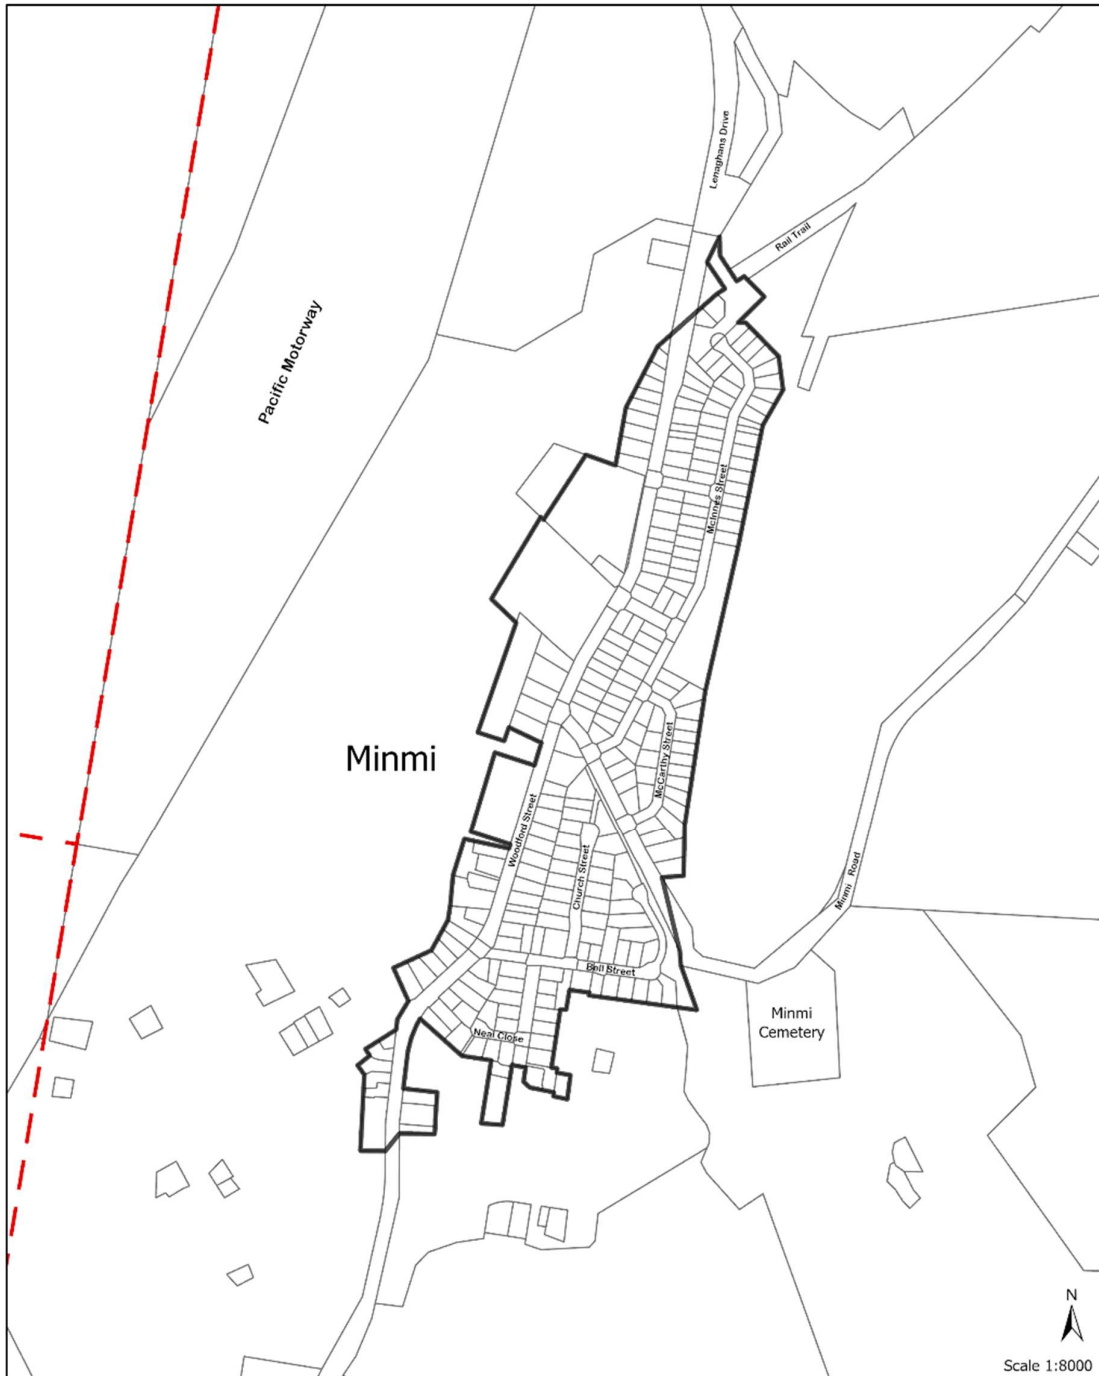 Lenaghans Drive
Rail Trail
Pacific Motorway
McInnes Street
Minmi
McCarthy Street
Woodford Street
Church Street
Minmi Road
Bell Street
Minmi
Cemetery
Neal Close
N
Scale 1:8000